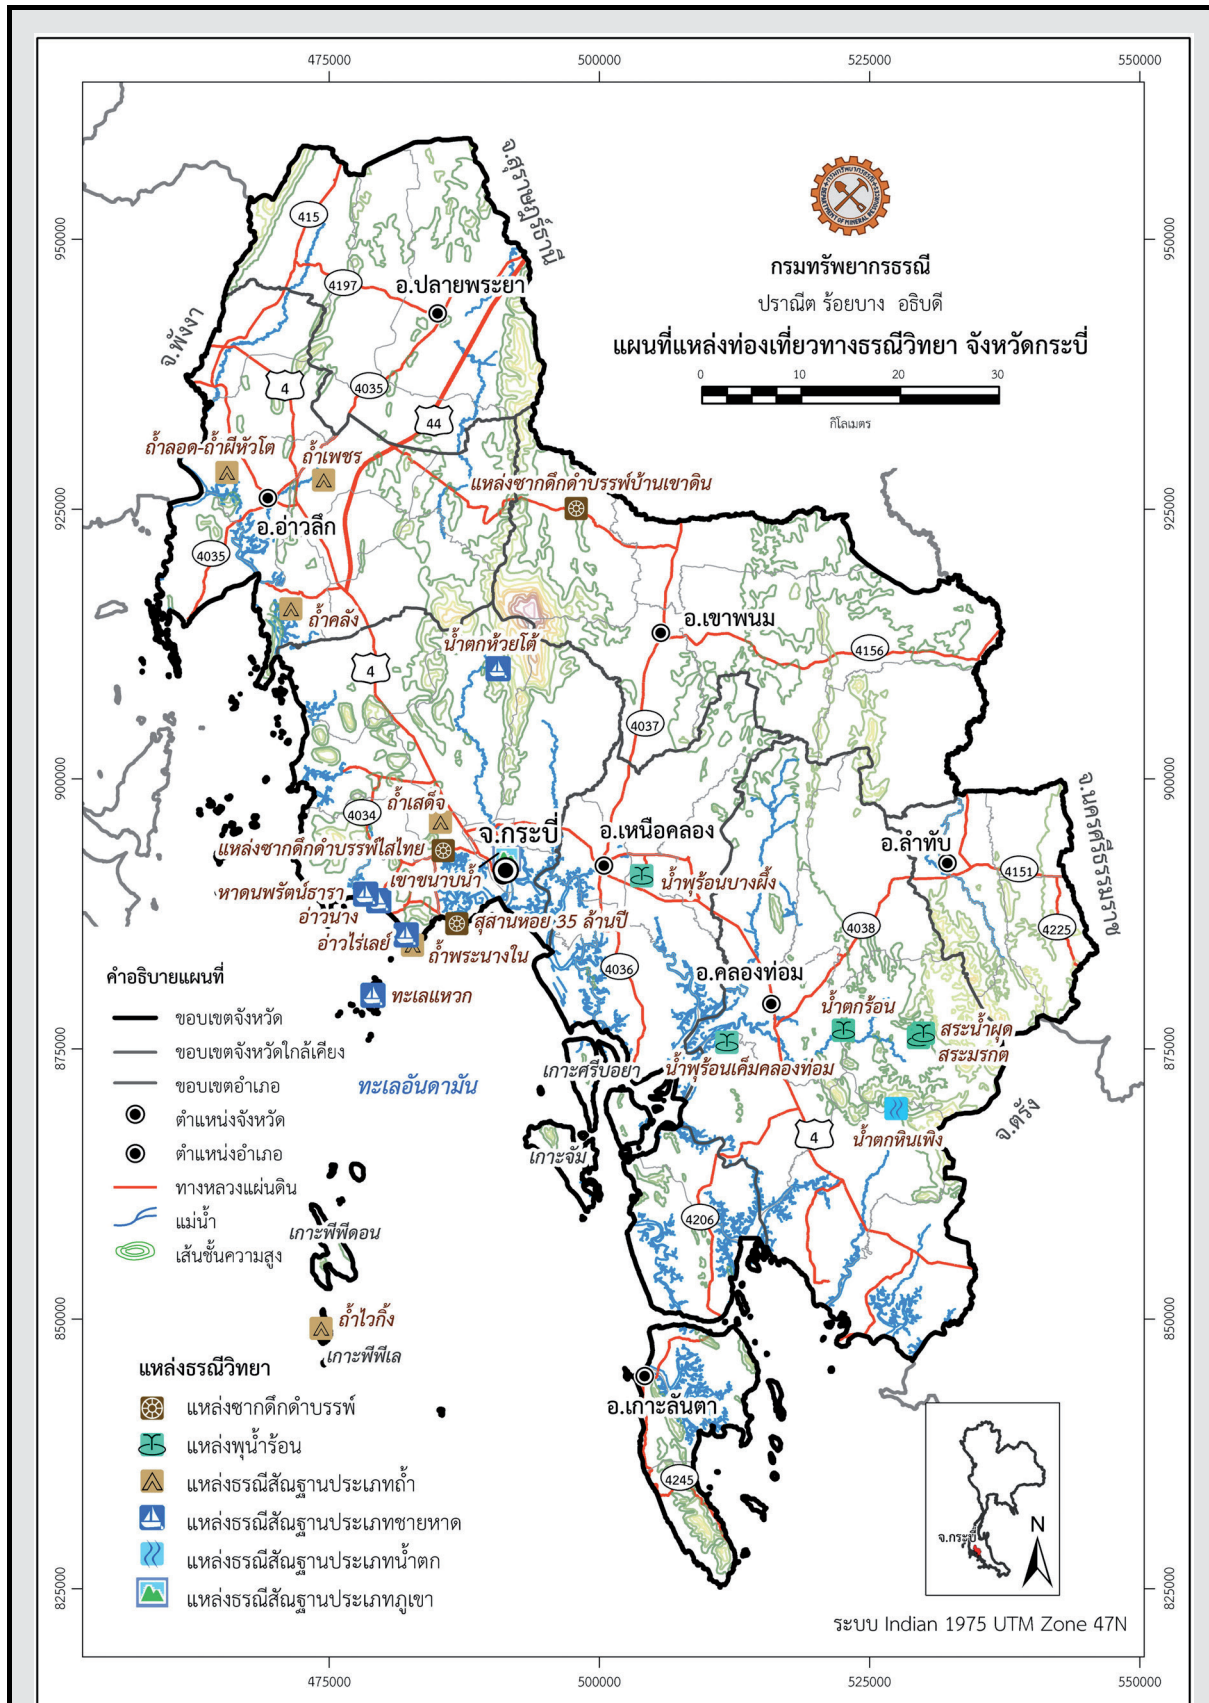 475000
500000
525000
550000
950000
925000
900000
875000
850000
825000
950000
925000
900000
875000
850000
825000
DEPARTMENT OF MINERAL RESOURCES
กรมทรัพยากรธรณี
ปราณีต ร้อยบาง อธิบดี
แผนที่แหล่งท่องเที่ยวทางธรณีวิทยา จังหวัดกระบี่
0
10
20
30
กิโลเมตร
จ.สุราษฎร์ธานี
จ.พังงา
415
4197
อ.ปลายพระยา
4
4035
44
ถ้ำลอด-ถ้ำผีหัวโต
ถ้ำเพชร
แหล่งซากดึกดำบรรพ์บ้านเขาดิน
อ.อ่าวลึก
4035
ถ้ำคลัง
น้ำตกห้วยโต้
อ.เขาพนม
4156
4
4037
จ.นครศรีธรรมราช
ถ้ำเสด็จ
4034
จ.กระบี่
อ.เหนือคลอง
อ.ลำทับ
แหล่งซากดึกดำบรรพ์ไสไทย
4151
เขาขนาบน้ำ
น้ำพุร้อนบางผึ้ง
หาดนพรัตน์ธารา
อ่าวนาง
สุสานหอย 35 ล้านปี
4038
4225
อ่าวไร่เลย์
ถ้ำพระนางใน
4036
อ.คลองท่อม
ทะเลแหวก
น้ำตกร้อน
สระน้ำผุด
สระมรกต
เกาะศรีบอยา
น้ำพุร้อนเค็มคลองท่อม
ทะเลอันดามัน
จ.ตรัง
4
น้ำตกหินเพิง
เกาะจัม
4206
เกาะพีพีดอน
ถ้ำไวกิ้ง
เกาะพีพีเล
อ.เกาะลันตา
4245
คำอธิบายแผนที่
ขอบเขตจังหวัด
ขอบเขตจังหวัดใกล้เคียง
ขอบเขตอำเภอ
ตำแหน่งจังหวัด
ตำแหน่งอำเภอ
ทางหลวงแผ่นดิน
แม่น้ำ
เส้นชั้นความสูง
แหล่งธรณีวิทยา
แหล่งซากดึกดำบรรพ์
แหล่งพุน้ำร้อน
แหล่งธรณีสัณฐานประเภทถ้ำ
แหล่งธรณีสัณฐานประเภทชายหาด
แหล่งธรณีสัณฐานประเภทน้ำตก
แหล่งธรณีสัณฐานประเภทภูเขา
จ.กระบี่
N
ระบบ Indian 1975 UTM Zone 47N
475000
500000
525000
550000